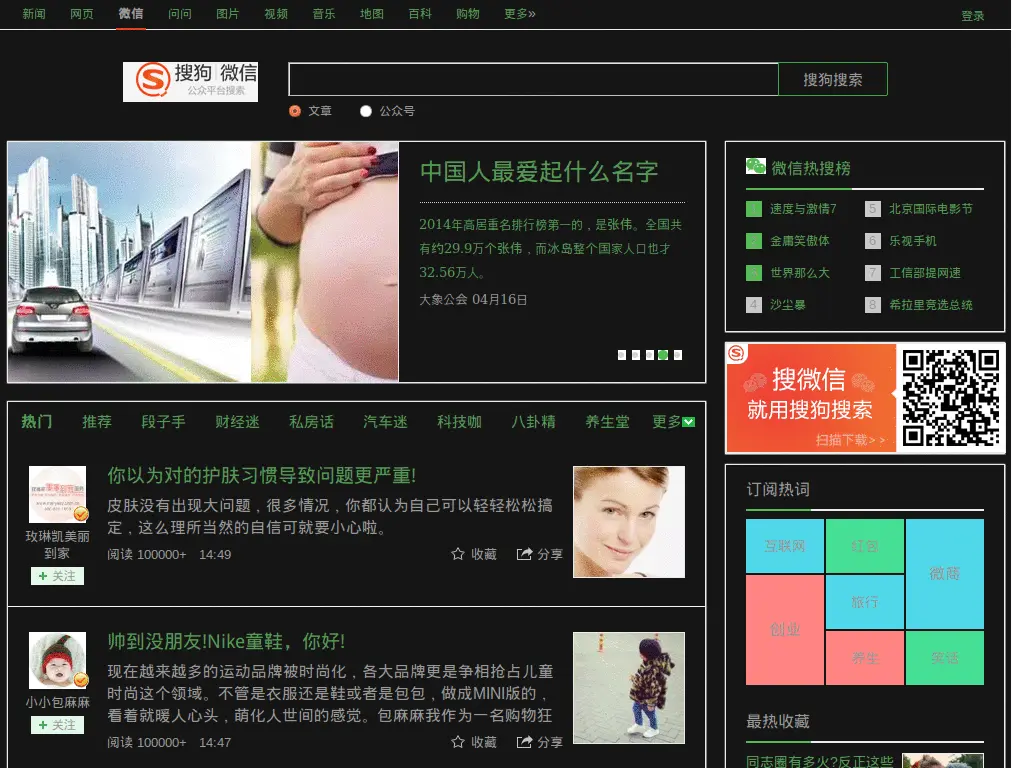 新闻 网页 微信 问问 图片 视频 音乐 地图 百科 购物 更多» 登录
搜狗 微信
公众平台搜索
搜狗搜索
文章 公众号
中国人最爱起什么名字
2014年高居重名排行榜第一的，是张伟。全国共
有约29.9万个张伟，而冰岛整个国家人口也才
32.56万人。
大象公会 04月16日
微信热搜榜
速度与激情7 5 北京国际电影节
金庸笑傲体 6 乐视手机
世界那么大 7 工信部提网速
4 沙尘暴 8 希拉里竞选总统
搜微信
就用搜狗搜索
扫描下载>>
热门 推荐 段子手 财经迷 私房话 汽车迷 科技咖 八卦精 养生堂 更多
你以为对的护肤习惯导致问题更严重!
皮肤没有出现大问题，很多情况，你都认为自己可以轻轻松松搞
定，这么理所当然的自信可就要小心啦。
阅读 100000+ 14:49 收藏 分享
玫琳凯美丽
到家
+ 关注
帅到没朋友!Nike童鞋，你好!
现在越来越多的运动品牌被时尚化，各大品牌更是争相抢占儿童
时尚这个领域。不管是衣服还是鞋或者是包包，做成MINI版的，
看着就暖人心头，萌化人世间的感觉。包麻麻我作为一名购物狂
阅读 100000+ 14:47 收藏 分享
小小包麻麻
+ 关注
订阅热词
互联网 红包 微商
旅行
创业
养生 笑话
最热收藏
同志圈有多火?反正这些